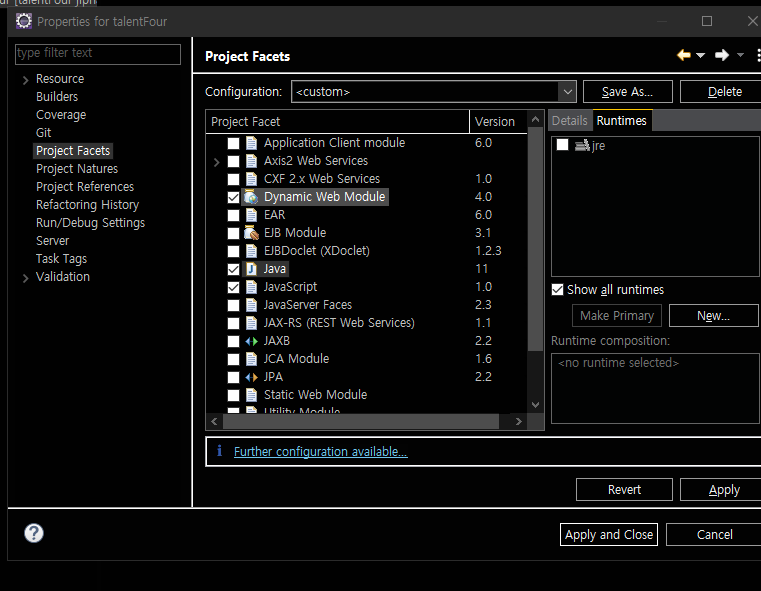 Properties for talentFour
type filter text
Resource
Builders
Coverage
Git
Project Facets
Project Natures
Project References
Refactoring History
Run/Debug Settings
Server
Task Tags
Validation
Project Facets
Configuration: <custom> Save As... Delete
Project Facet Version
Application Client module 6.0
Axis2 Web Services
CXF 2.x Web Services 1.0
Dynamic Web Module 4.0
EAR 6.0
EJB Module 3.1
EJBDoclet (XDoclet) 1.2.3
Java 11
JavaScript 1.0
JavaServer Faces 2.3
JAX-RS (REST Web Services) 1.1
JAXB 2.2
JCA Module 1.6
JPA 2.2
Static Web Module
Utility Module
Details Runtimes
jre
Show all runtimes
Make Primary New...
Runtime composition:
<no runtime selected>
i Further configuration available...
Revert Apply
? Apply and Close Cancel